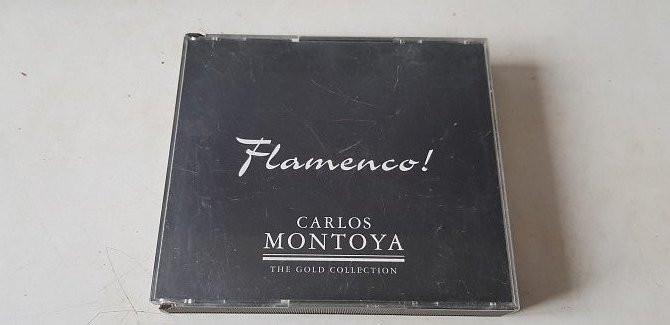 Flamenco!
CARLOS
MONTOYA
THE GOLD COLLECTION